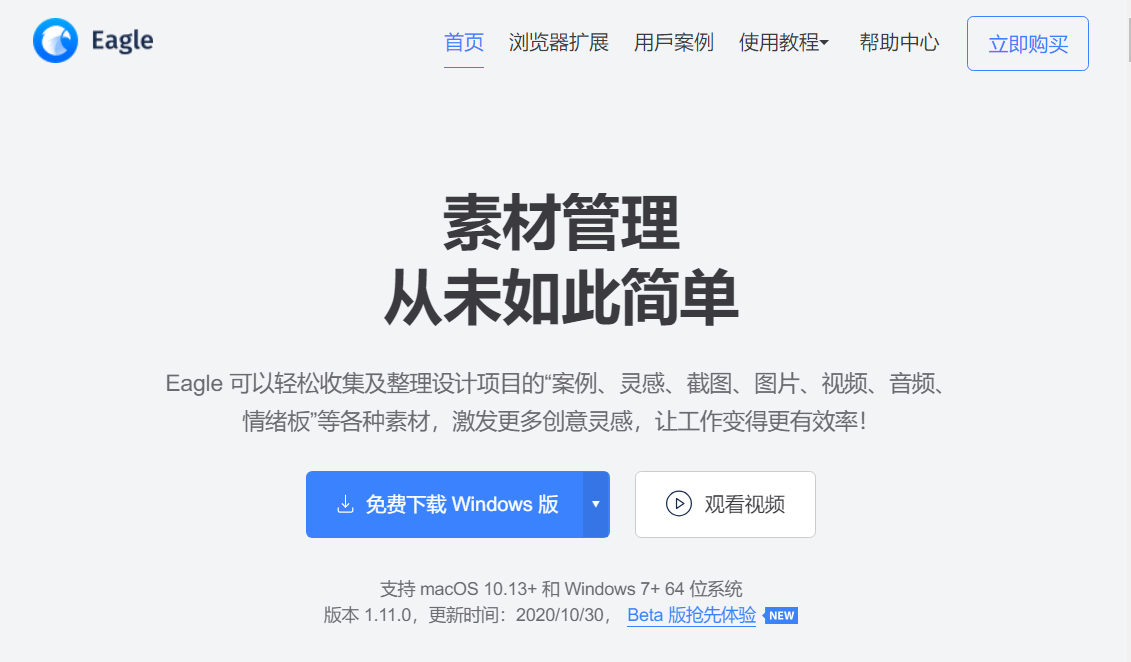 Eagle
首页 浏览器扩展 用戶案例 使用教程 帮助中心 立即购买
素材管理
从未如此简单
Eagle 可以轻松收集及整理设计项目的“案例、灵感、截图、图片、视频、音频、
情绪板”等各种素材，激发更多创意灵感，让工作变得更有效率！
免费下载 Windows 版 观看视频
支持 macOS 10.13+ 和 Windows 7+ 64 位系统
版本 1.11.0，更新时间：2020/10/30， Beta 版抢先体验 NEW